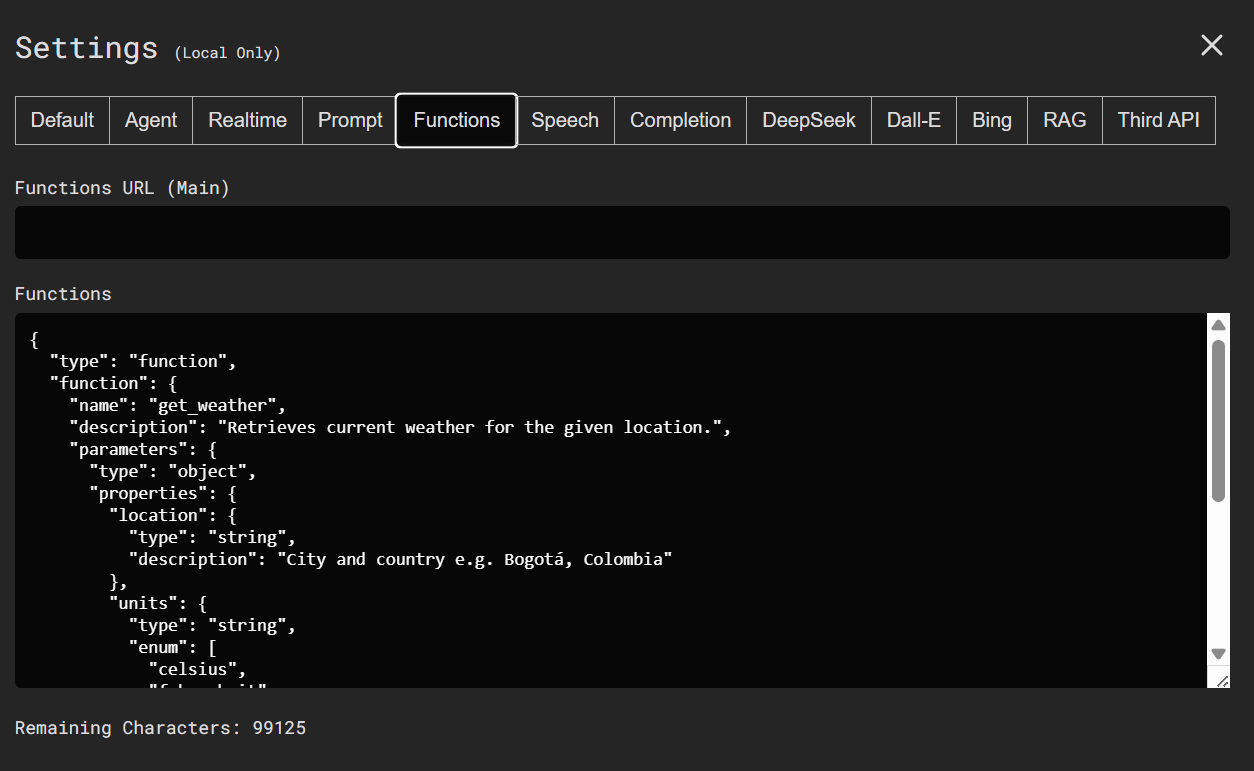 Settings (Local Only)
Default Agent Realtime Prompt Functions Speech Completion DeepSeek Dall-E Bing RAG Third API
Functions URL (Main)
Functions
{
  "type": "function",
  "function": {
    "name": "get_weather",
    "description": "Retrieves current weather for the given location.",
    "parameters": {
      "type": "object",
      "properties": {
        "location": {
          "type": "string",
          "description": "City and country e.g. Bogotá, Colombia"
        },
        "units": {
          "type": "string",
          "enum": [
            "celsius",
Remaining Characters: 99125